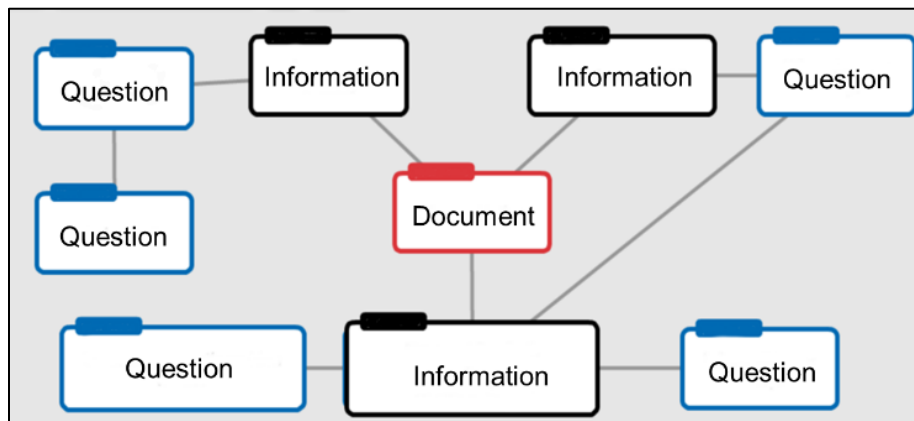 Information
Information
Question
Question
Document
Question
Question
Information
Question